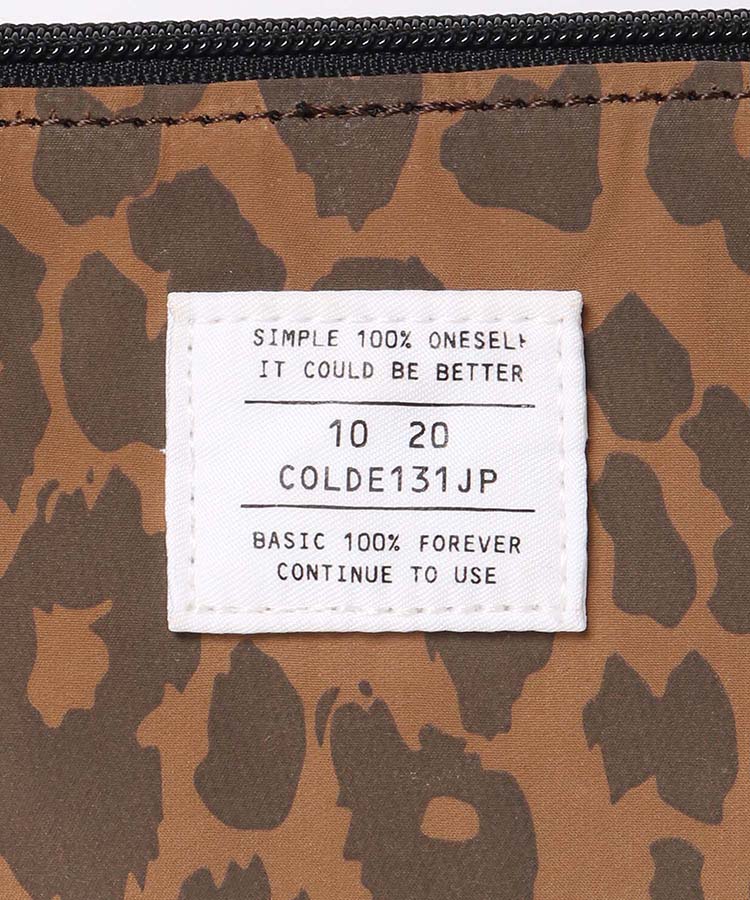 SIMPLE 100% ONESELF
IT COULD BE BETTER
10 20
COLDE131JP
BASIC 100% FOREVER
CONTINUE TO USE